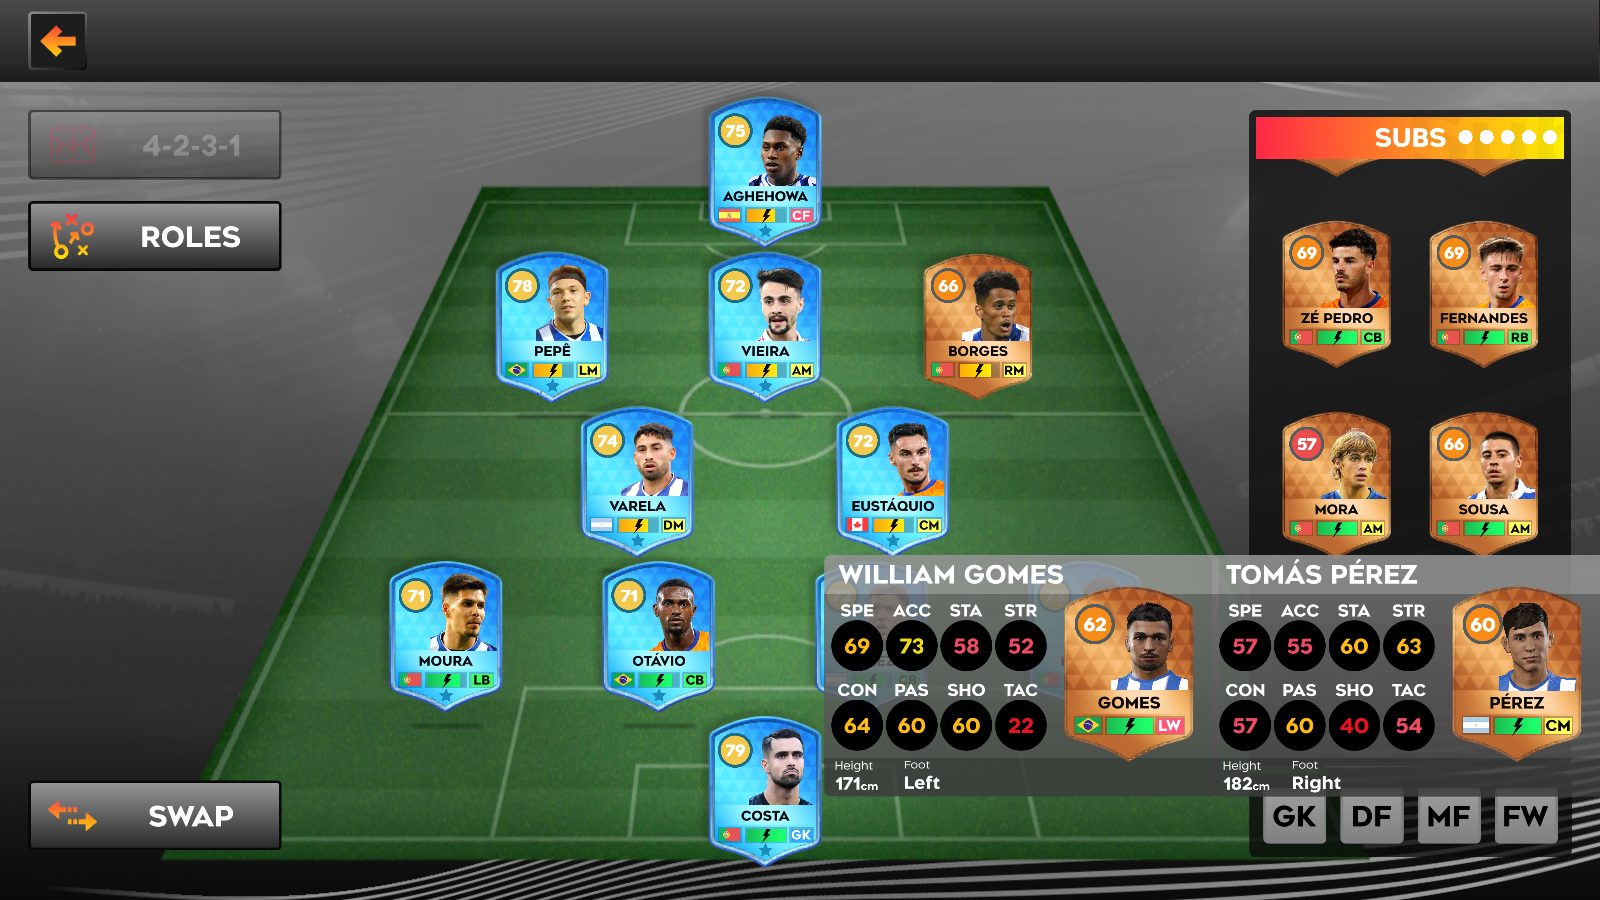 4-2-3-1
ROLES
SWAP
75
AGHEHOWA
CF
78
PEPÊ
LM
72
VIEIRA
AM
66
BORGES
RM
74
VARELA
DM
72
EUSTÁQUIO
CM
71
MOURA
LB
71
OTÁVIO
CB
79
COSTA
GK
SUBS
69
ZÉ PEDRO
CB
69
FERNANDES
RB
57
MORA
AM
66
SOUSA
AM
WILLIAM GOMES
SPE ACC STA STR
69 73 58 52
CON PAS SHO TAC
64 60 60 22
Height Foot
171cm Left
62
GOMES
LW
TOMÁS PÉREZ
SPE ACC STA STR
57 55 60 63
CON PAS SHO TAC
57 60 40 54
Height Foot
182cm Right
60
PÉREZ
CM
GK DF MF FW